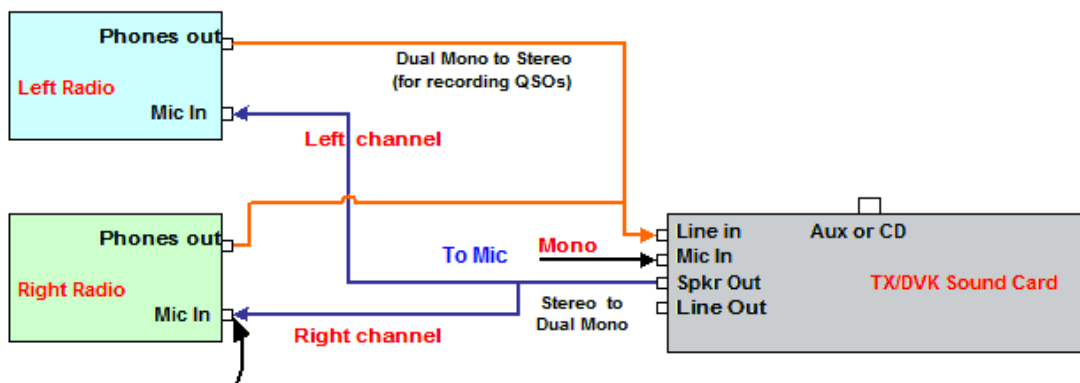 Phones out
Left Radio
Mic In
Dual Mono to Stereo
(for recording QSOs)
Left channel
Phones out
Right Radio
Mic In
To Mic
Mono
Stereo to
Dual Mono
Right channel
Line in
Aux or CD
Mic In
Spkr Out
TX/DVK Sound Card
Line Out